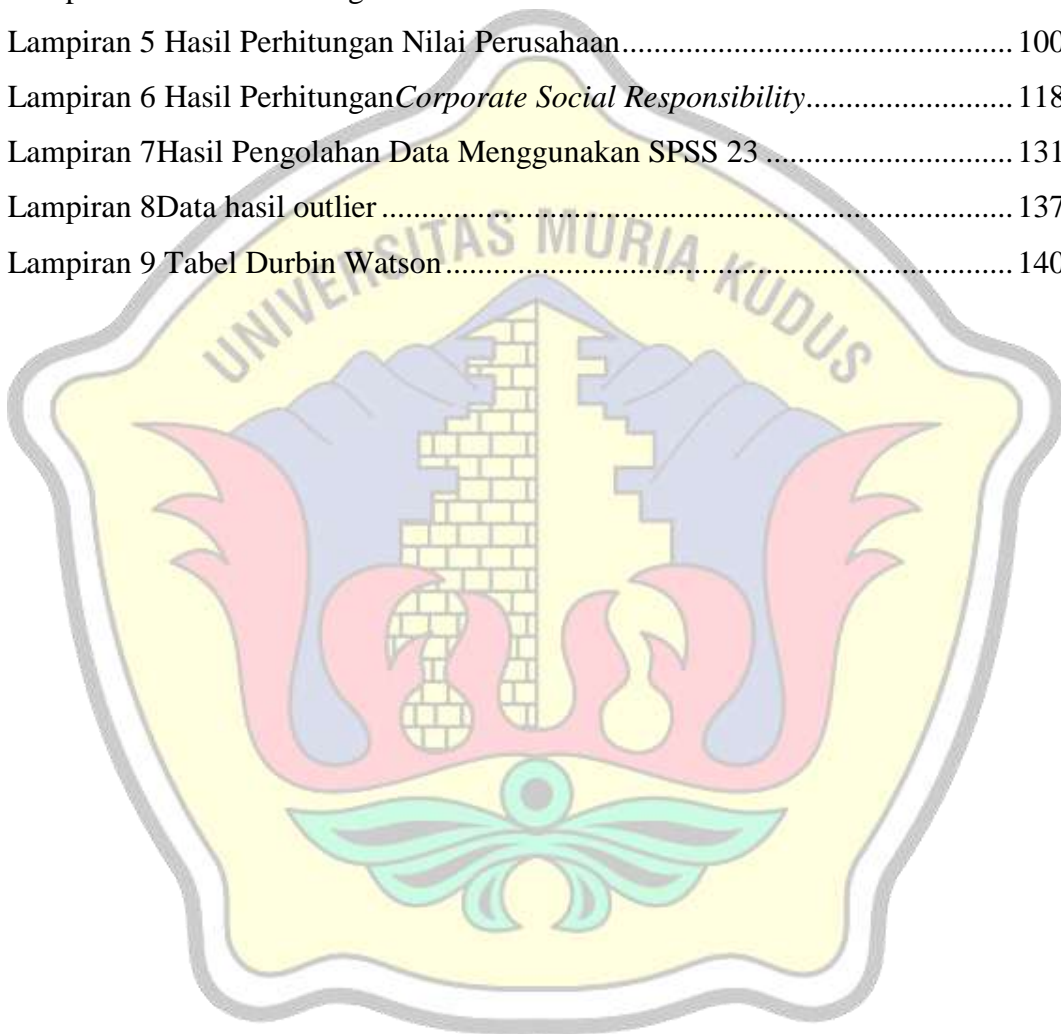 Lampiran 5 Hasil Perhitungan Nilai Perusahaan.................................................. 100
Lampiran 6 Hasil PerhitunganCorporate Social Responsibility.......................... 118
Lampiran 7Hasil Pengolahan Data Menggunakan SPSS 23 ............................... 131
Lampiran 8Data hasil outlier ............................................................................... 137
Lampiran 9 Tabel Durbin Watson....................................................................... 140
UNIVERSITAS MURIA KUDUS